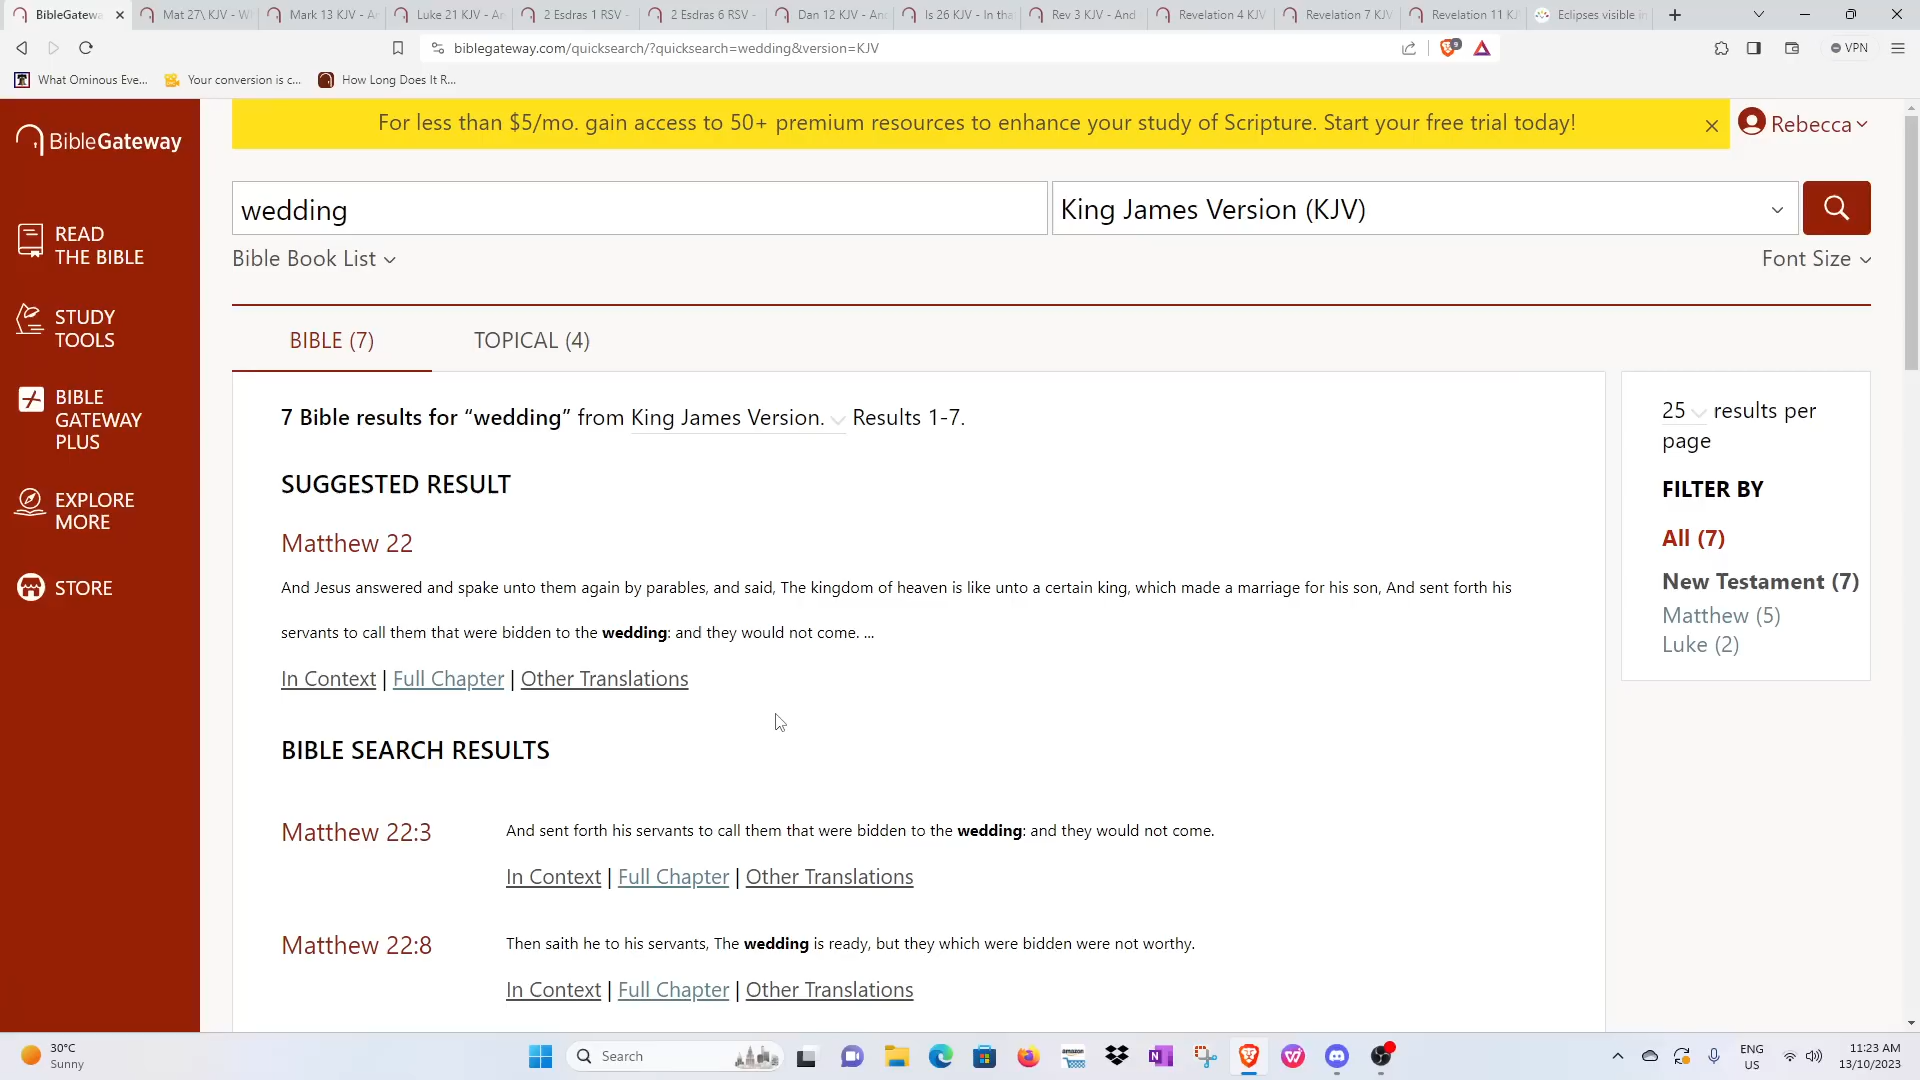 BibleGatewa
Mat 27\ KJV - W
Mark 13 KJV - A
Luke 21 KJV - An
2 Esdras 1 RSV -
2 Esdras 6 RSV -
Dan 12 KJV - An
Is 26 KJV - In tha
Rev 3 KJV - And
Revelation 4 KJV
Revelation 7 KJV
Revelation 11 KJ
Eclipses visible in
biblegateway.com/quicksearch/?quicksearch=wedding&version=KJV
9
VPN
What Ominous Eve...
Your conversion is c...
How Long Does It R...
BibleGateway
For less than $5/mo. gain access to 50+ premium resources to enhance your study of Scripture. Start your free trial today!
Rebecca
wedding
King James Version (KJV)
Bible Book List
Font Size
READ
THE BIBLE
STUDY
TOOLS
BIBLE
GATEWAY
PLUS
EXPLORE
MORE
STORE
BIBLE (7)
TOPICAL (4)
7 Bible results for “wedding” from King James Version. Results 1-7.
SUGGESTED RESULT
Matthew 22
And Jesus answered and spake unto them again by parables, and said, The kingdom of heaven is like unto a certain king, which made a marriage for his son, And sent forth his
servants to call them that were bidden to the wedding: and they would not come. ...
In Context | Full Chapter | Other Translations
BIBLE SEARCH RESULTS
Matthew 22:3
And sent forth his servants to call them that were bidden to the wedding: and they would not come.
In Context | Full Chapter | Other Translations
Matthew 22:8
Then saith he to his servants, The wedding is ready, but they which were bidden were not worthy.
In Context | Full Chapter | Other Translations
25 results per
page
FILTER BY
All (7)
New Testament (7)
Matthew (5)
Luke (2)
30°C
Sunny
Search
amazon
ENG
US
11:23 AM
13/10/2023